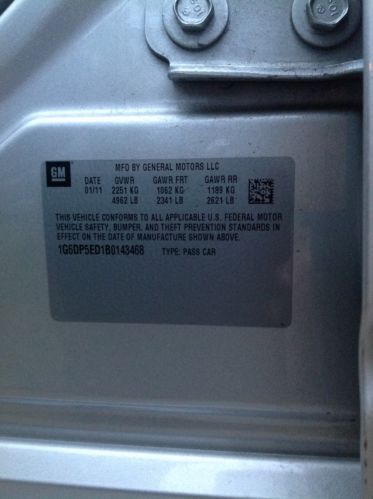 GM
MFD BY GENERAL MOTORS LLC
DATE GVWR GAWR FRT GAWR RR
01/11 2251 KG 1062 KG 1189 KG
4962 LB 2341 LB 2621 LB
THIS VEHICLE CONFORMS TO ALL APPLICABLE U.S. FEDERAL MOTOR
VEHICLE SAFETY, BUMPER, AND THEFT PREVENTION STANDARDS IN
EFFECT ON THE DATE OF MANUFACTURE SHOWN ABOVE.
1G6DP5ED1B0143468 TYPE: PASS CAR